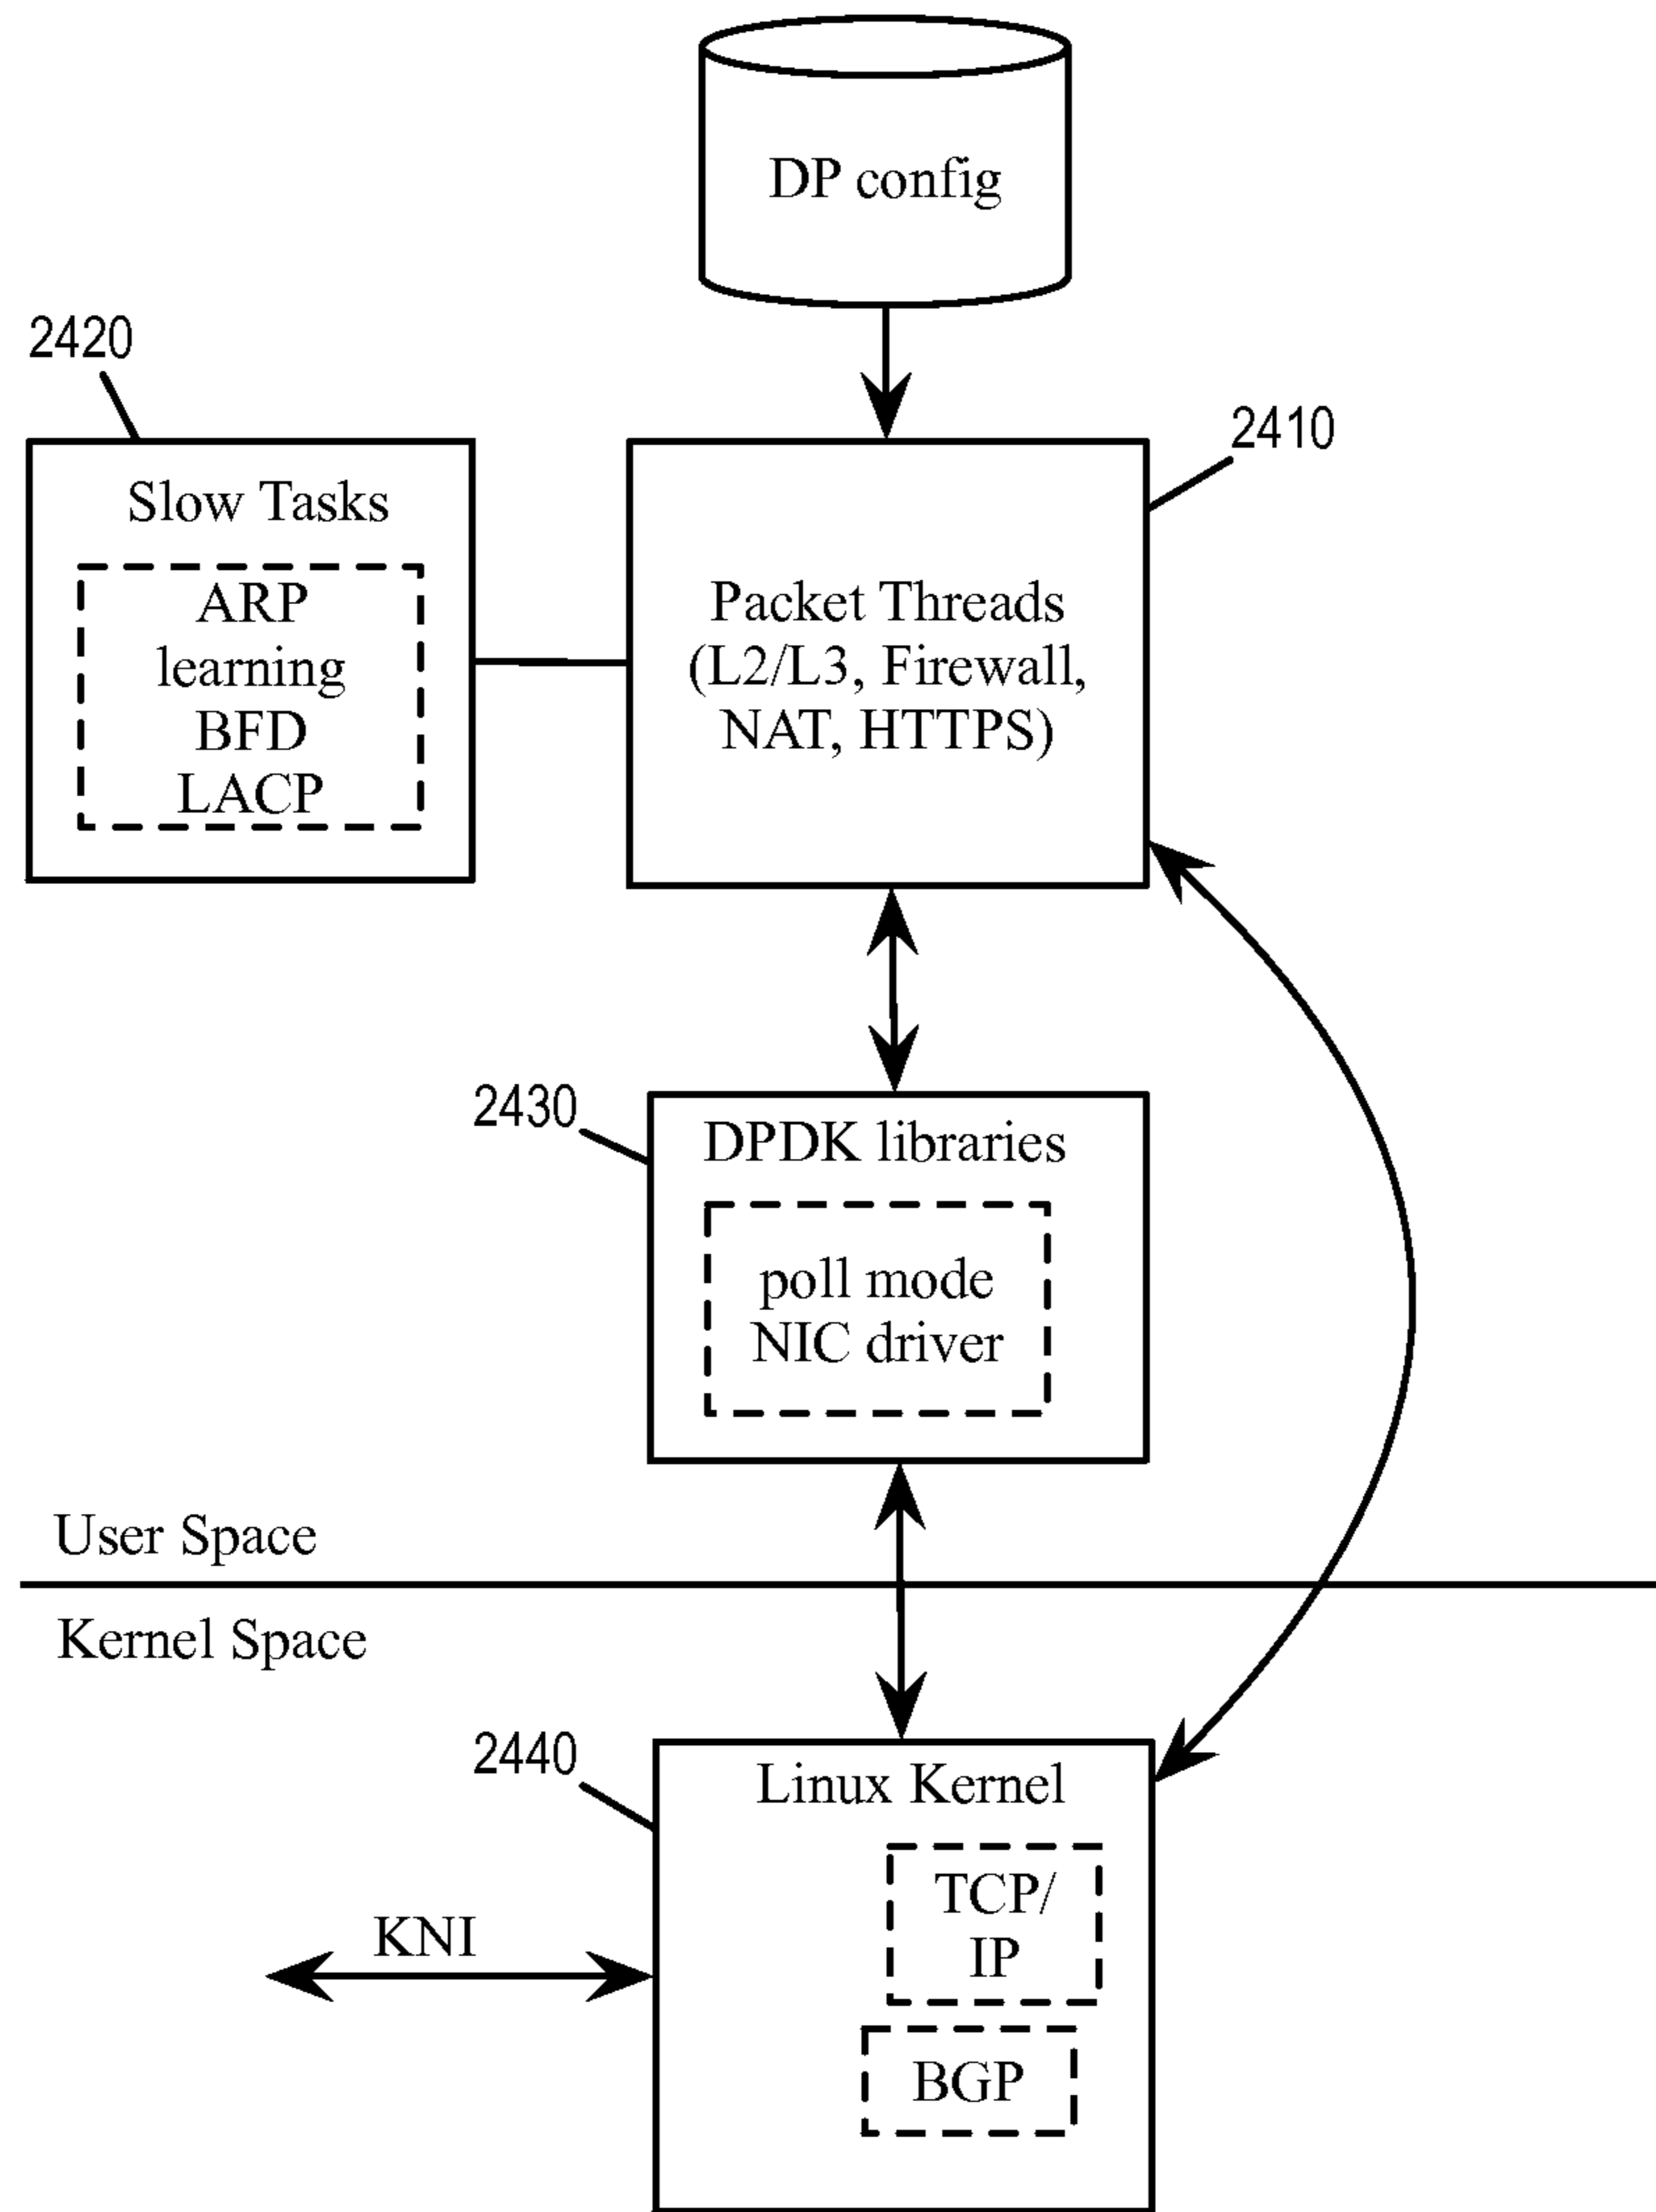 DP config
2420
2410
Slow Tasks
ARP
learning
BFD
LACP
Packet Threads
(L2/L3, Firewall,
NAT, HTTPS)
2430
DPDK libraries
poll mode
NIC driver
User Space
Kernel Space
2440
Linux Kernel
TCP/
IP
KNI
BGP